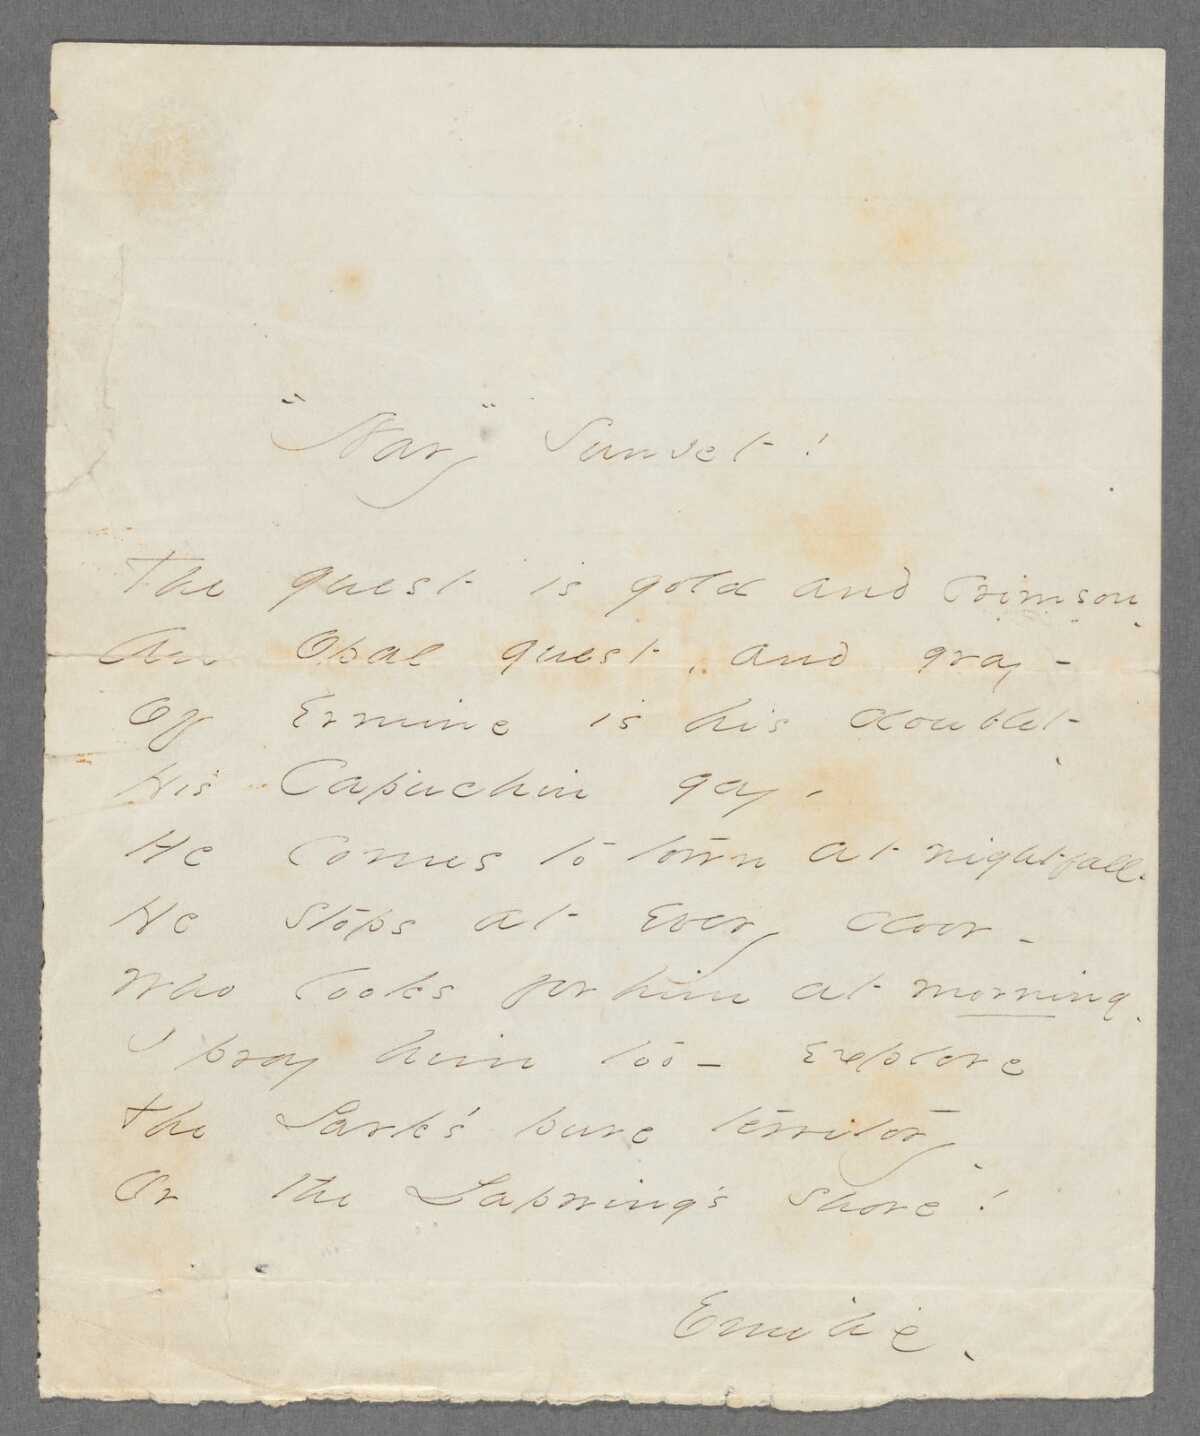 "Nary" Sunset!
The guest is gold and Crimson.
An Opal guest, and gray -
Of Ermine is his doublet -
His Capuchin gay.
He Comes to town at nightfall -
He stops at Every door -
Who looks for him at morning,
I pray him too - Explore
The Lark's pure territory,
Or the Lapwing's Shore!
Emilie.